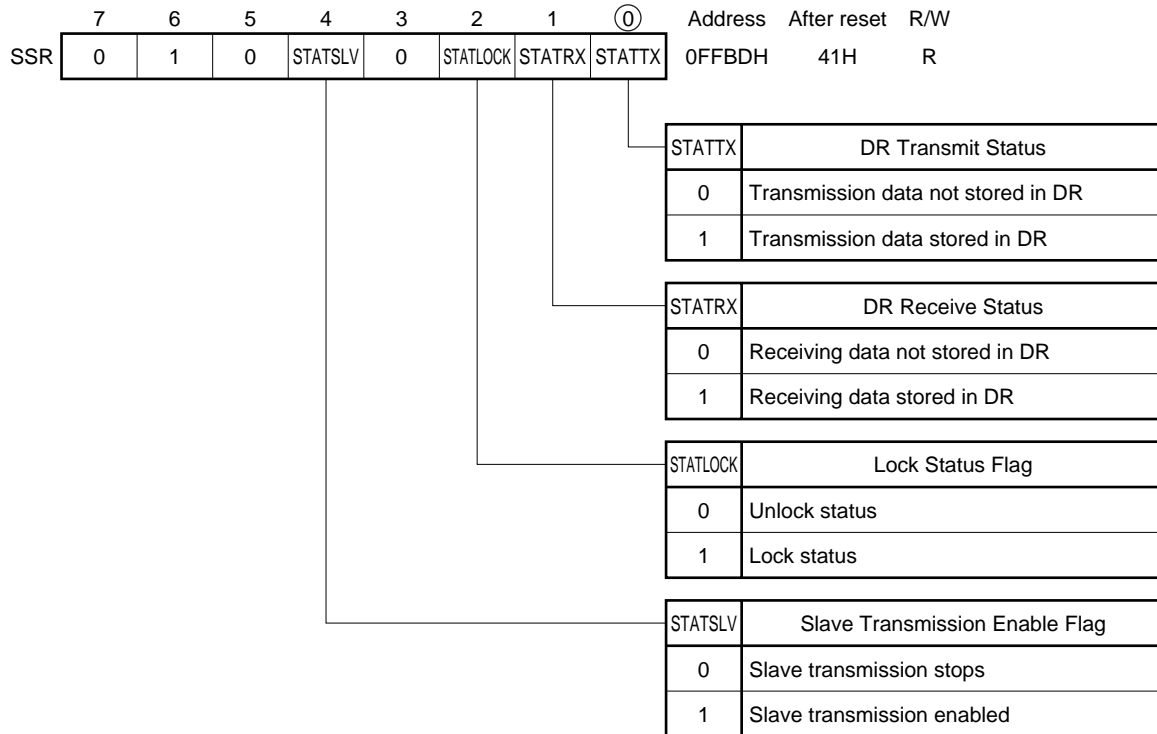 7 6 5 4 3 2 1 0 Address After reset R/W
SSR 0 1 0 STATSLV 0 STATLOCK STATRX STATTX 0FFBDH 41H R
STATTX DR Transmit Status
0 Transmission data not stored in DR
1 Transmission data stored in DR
STATRX DR Receive Status
0 Receiving data not stored in DR
1 Receiving data stored in DR
STATLOCK Lock Status Flag
0 Unlock status
1 Lock status
STATSLV Slave Transmission Enable Flag
0 Slave transmission stops
1 Slave transmission enabled